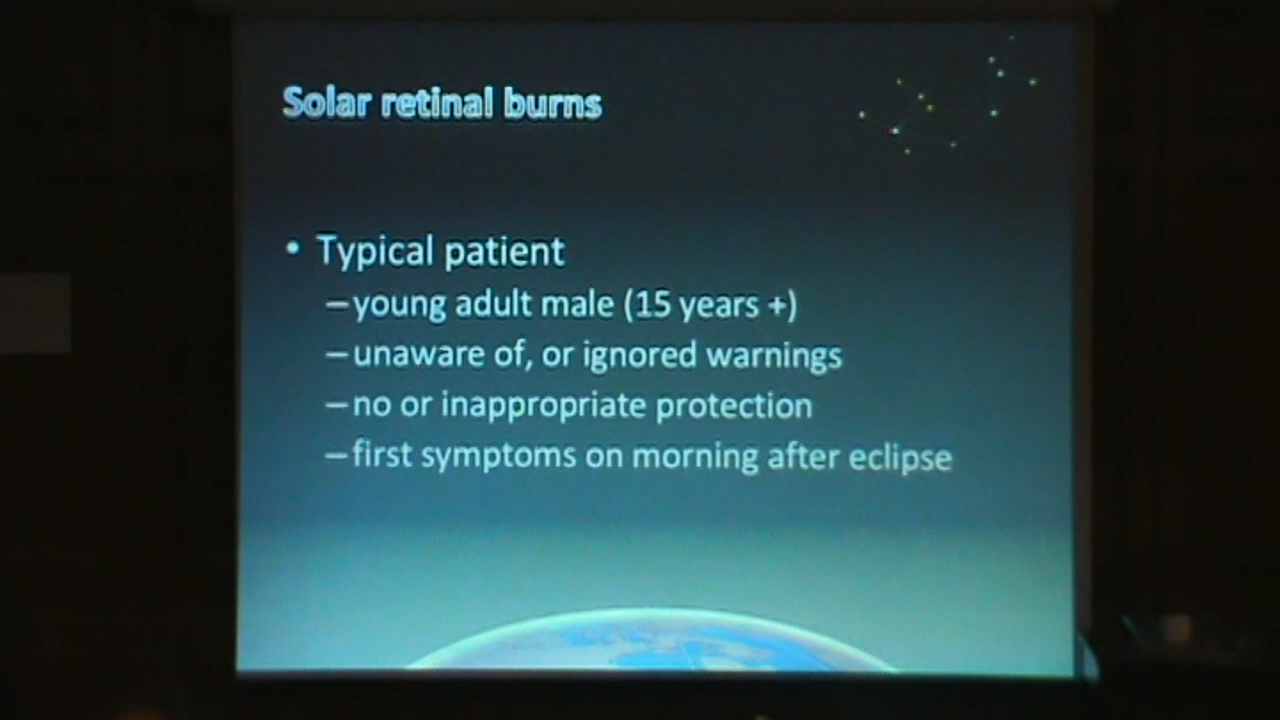 Solar retinal burns
• Typical patient
–young adult male (15 years +)
–unaware of, or ignored warnings
–no or inappropriate protection
–first symptoms on morning after eclipse